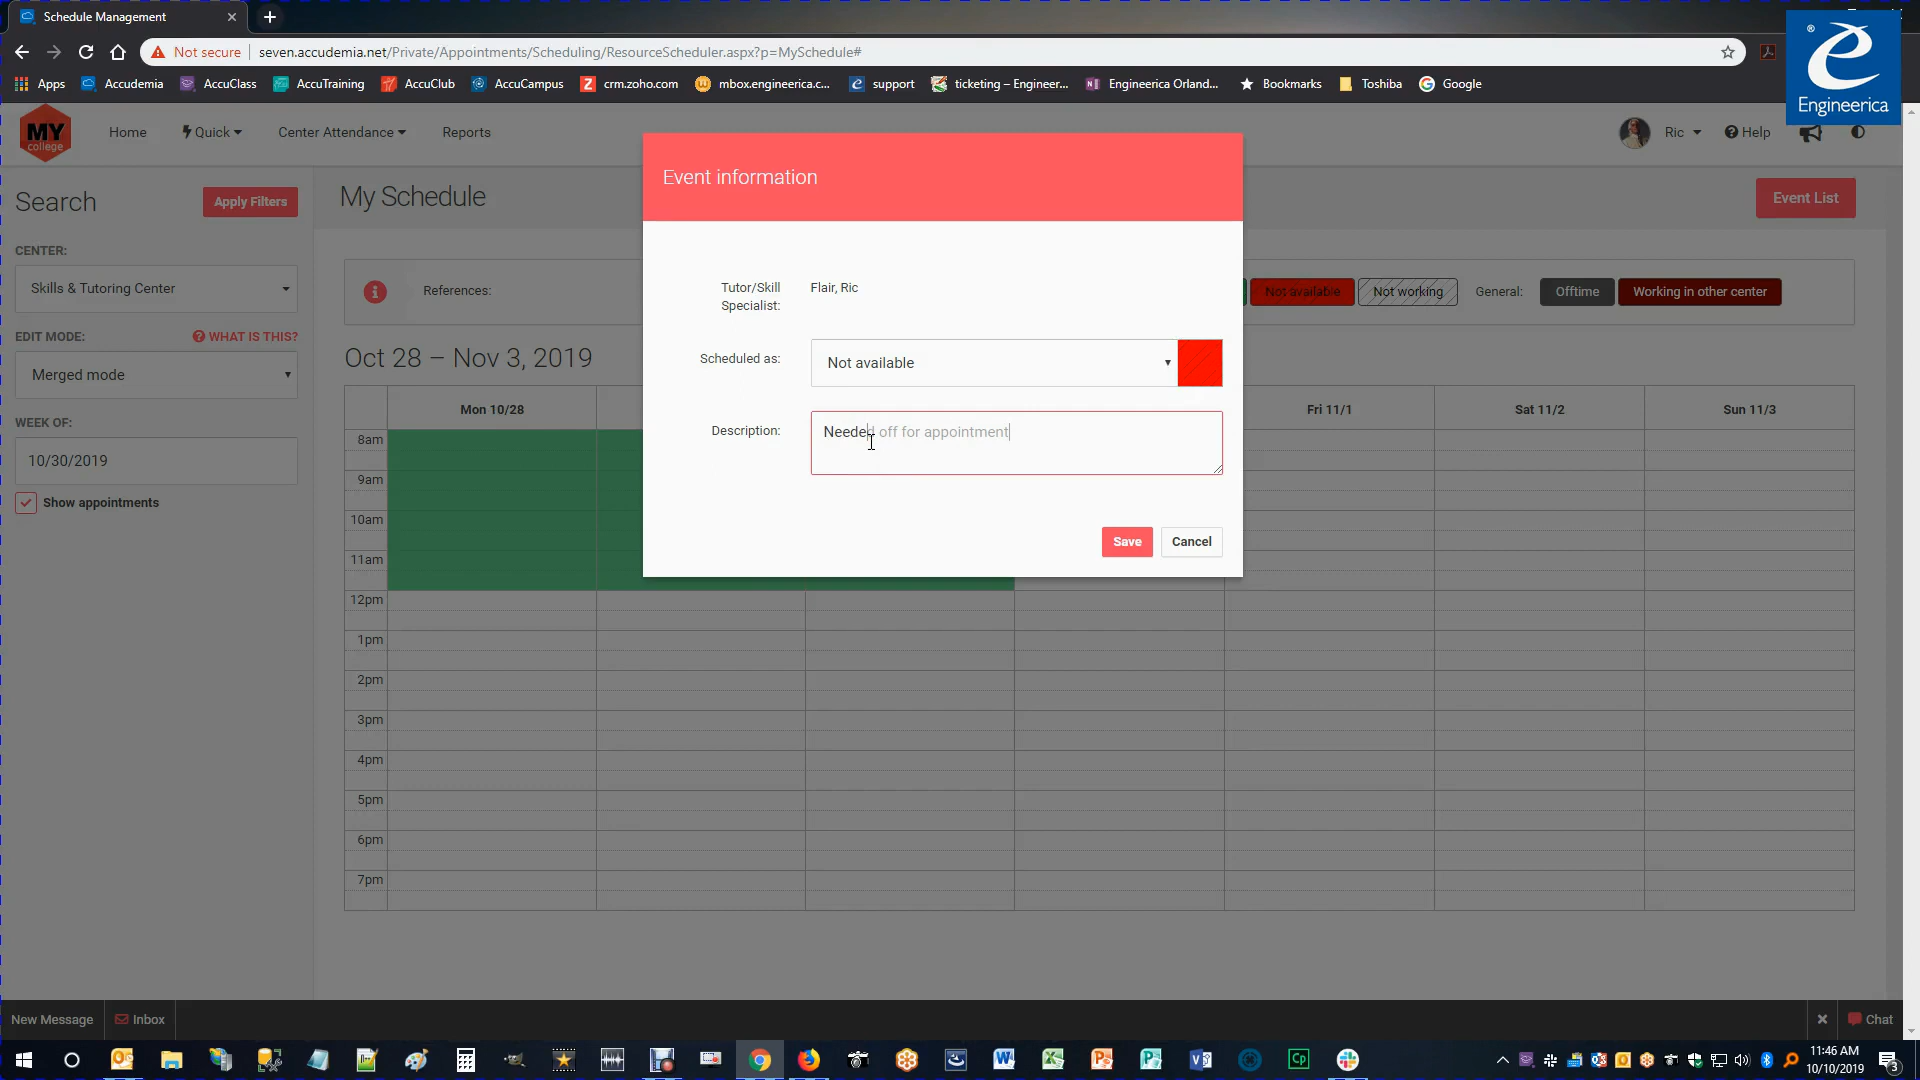 Schedule Management
Not secure
seven.accudemia.net/Private/Appointments/Scheduling/ResourceScheduler.aspx?p=MySchedule#
Apps
Accudemia
AccuClass
AccuTraining
AccuClub
AccuCampus
crm.zoho.com
mbox.engineerica.c...
support
ticketing – Engineer...
Engineerica Orland...
Bookmarks
Toshiba
Google
Engineerica
MY
college
Home
Quick
Center Attendance
Reports
Ric
Help
Search
Apply Filters
My Schedule
Event List
CENTER:
Skills & Tutoring Center
EDIT MODE:
WHAT IS THIS?
Merged mode
WEEK OF:
10/30/2019
Show appointments
References:
Not available
Not working
General:
Offtime
Working in other center
Oct 28 – Nov 3, 2019
Mon 10/28
Fri 11/1
Sat 11/2
Sun 11/3
8am
9am
10am
11am
12pm
1pm
2pm
3pm
4pm
5pm
6pm
7pm
Event information
Tutor/Skill
Specialist:
Flair, Ric
Scheduled as:
Not available
Description:
Needed off for appointment
Save
Cancel
New Message
Inbox
Chat
11:46 AM
10/10/2019
3